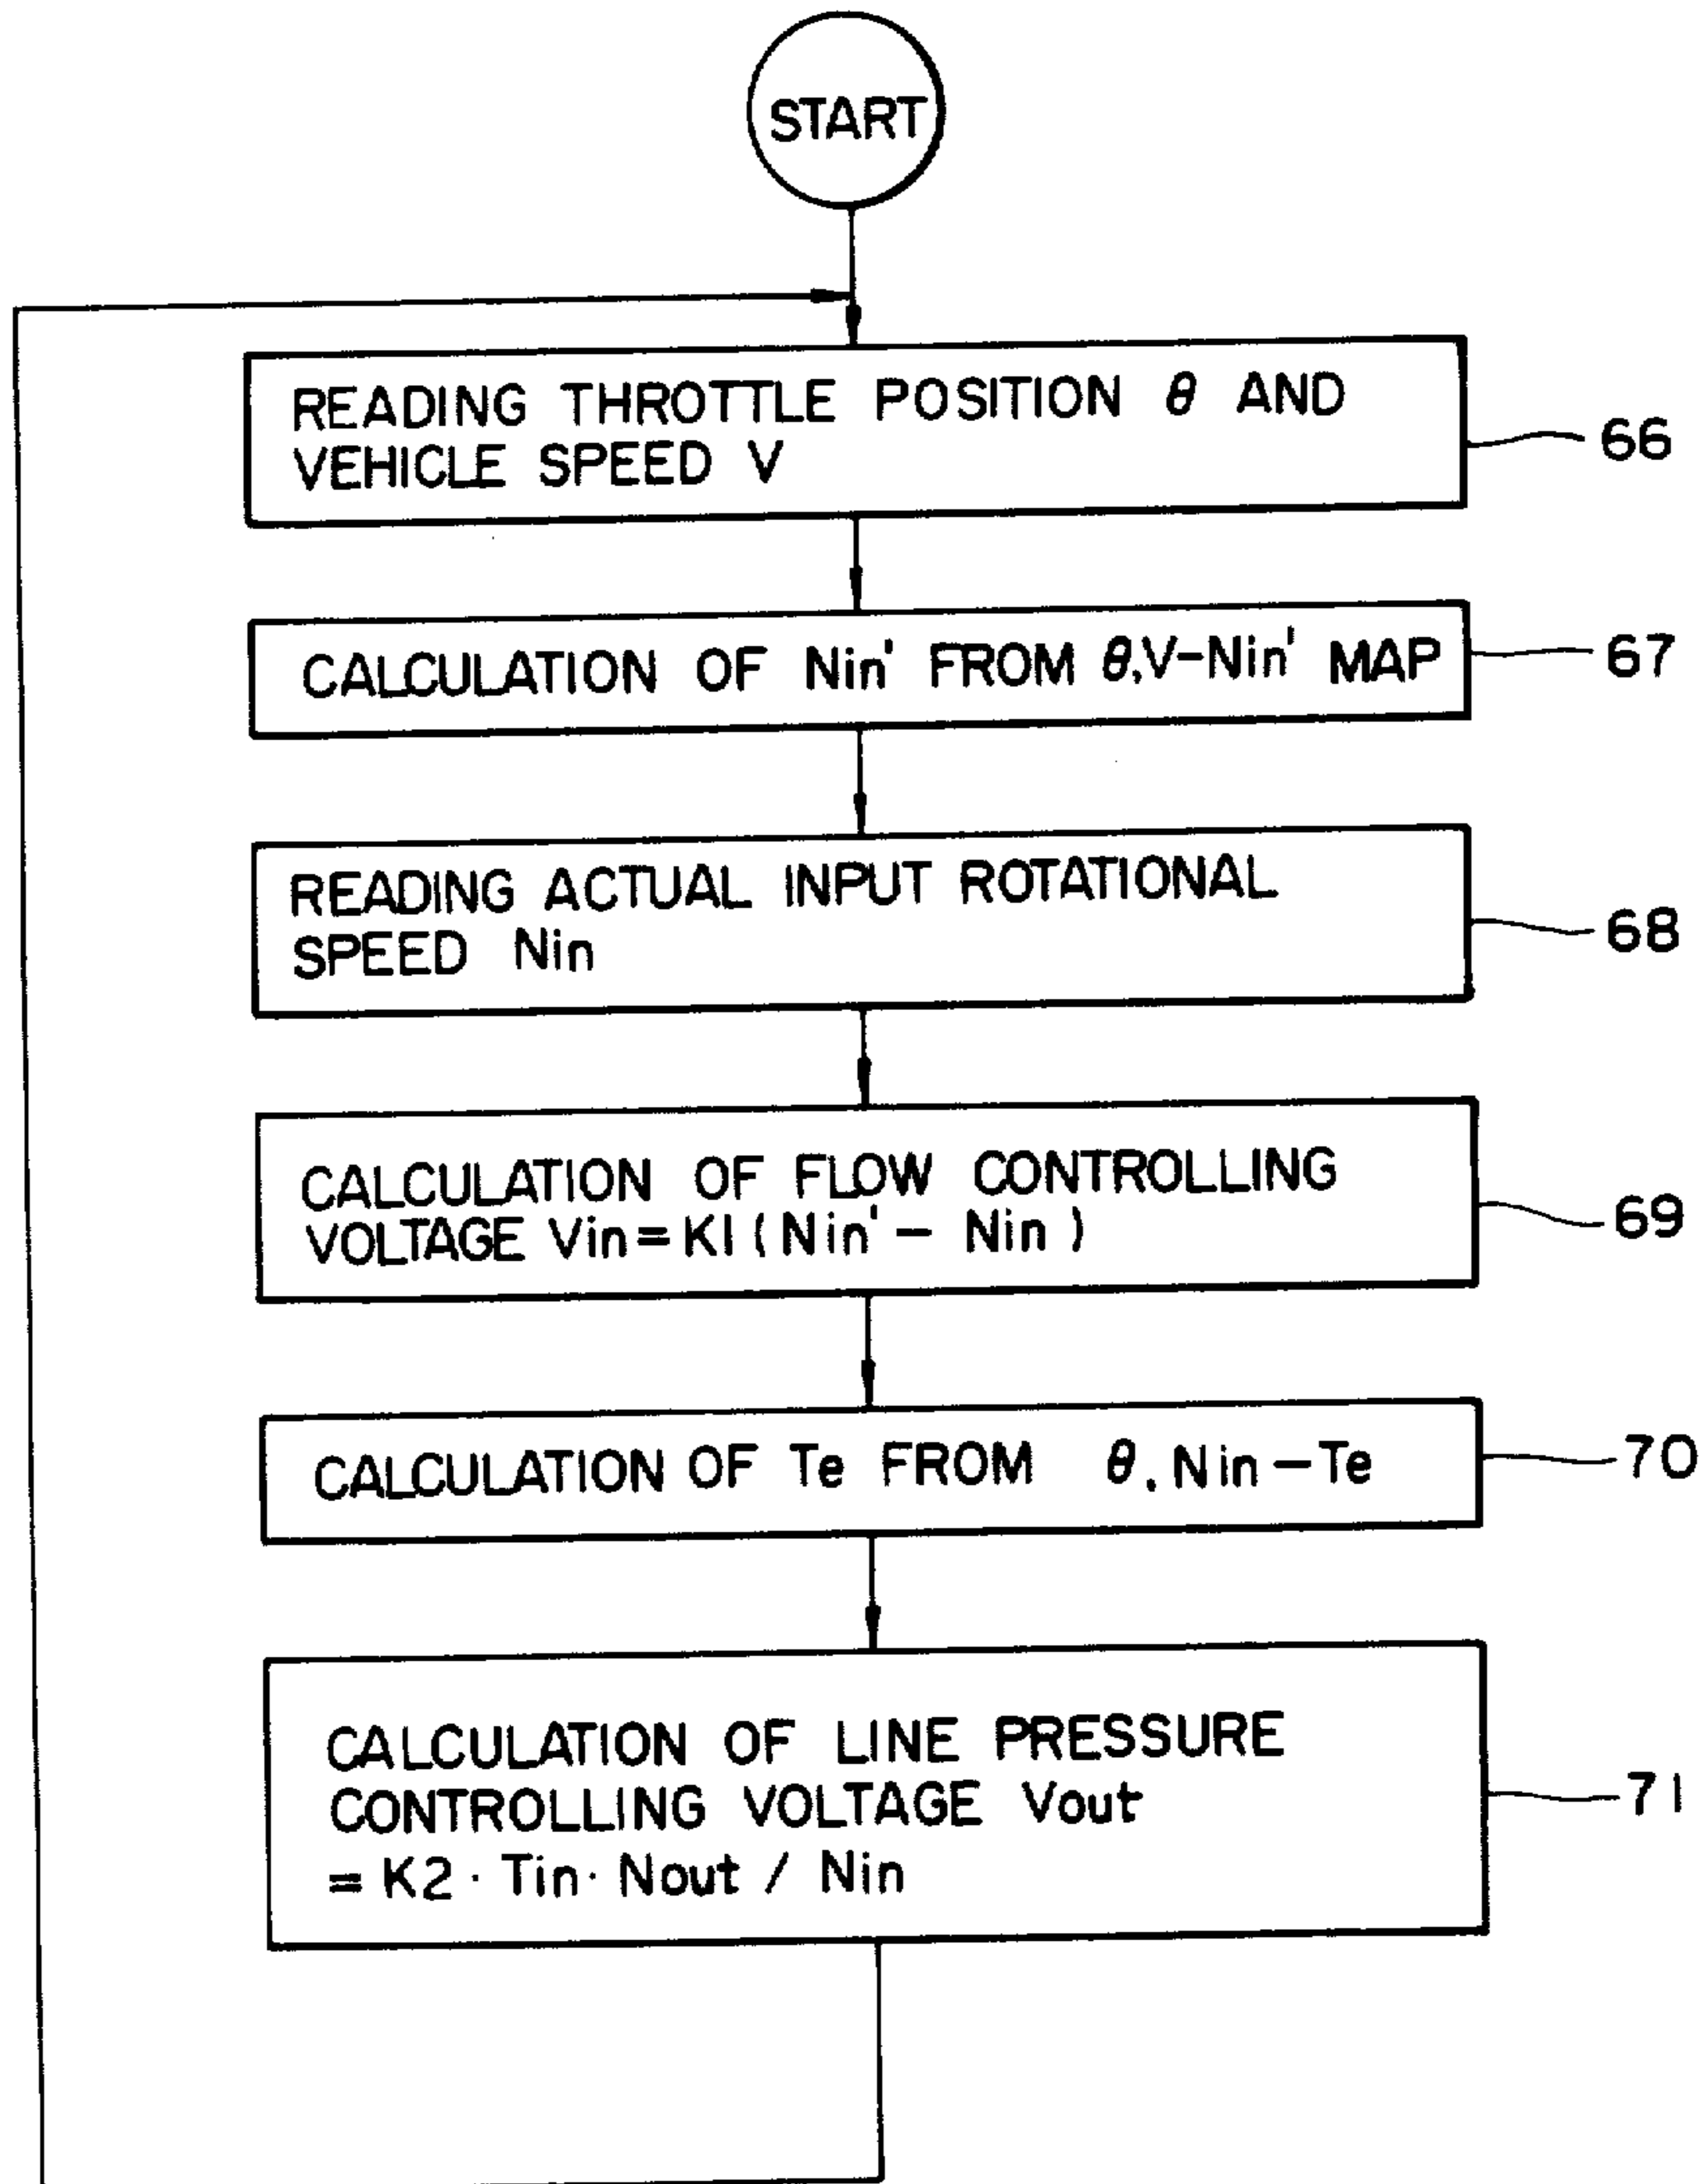 START
READING THROTTLE POSITION θ AND
VEHICLE SPEED V
66
CALCULATION OF Nin' FROM θ,V-Nin' MAP
67
READING ACTUAL INPUT ROTATIONAL
SPEED Nin
68
CALCULATION OF FLOW CONTROLLING
VOLTAGE Vin = K1 ( Nin' - Nin )
69
CALCULATION OF Te FROM θ, Nin - Te
70
CALCULATION OF LINE PRESSURE
CONTROLLING VOLTAGE Vout
= K2 · Tin · Nout / Nin
71